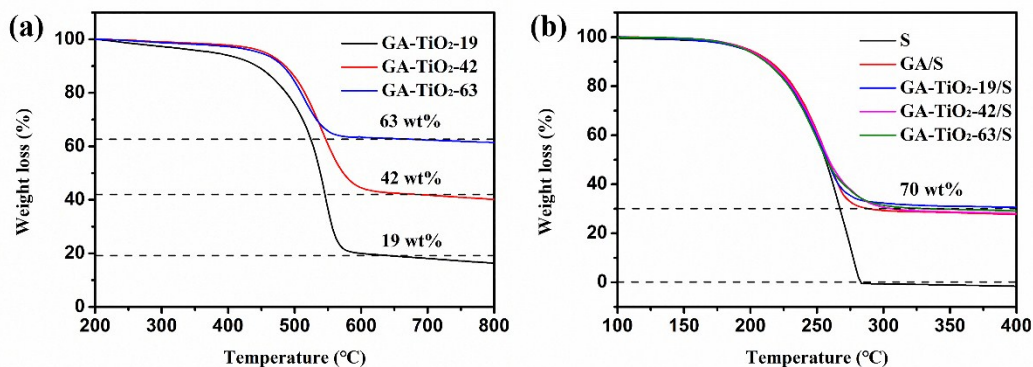 (a)
100
80
60
40
20
0
Weight loss (%)
200 300 400 500 600 700 800
Temperature (°C)
GA-TiO₂-19
GA-TiO₂-42
GA-TiO₂-63
63 wt%
42 wt%
19 wt%
(b)
100
80
60
40
20
0
Weight loss (%)
100 150 200 250 300 350 400
Temperature (°C)
S
GA/S
GA-TiO₂-19/S
GA-TiO₂-42/S
GA-TiO₂-63/S
70 wt%